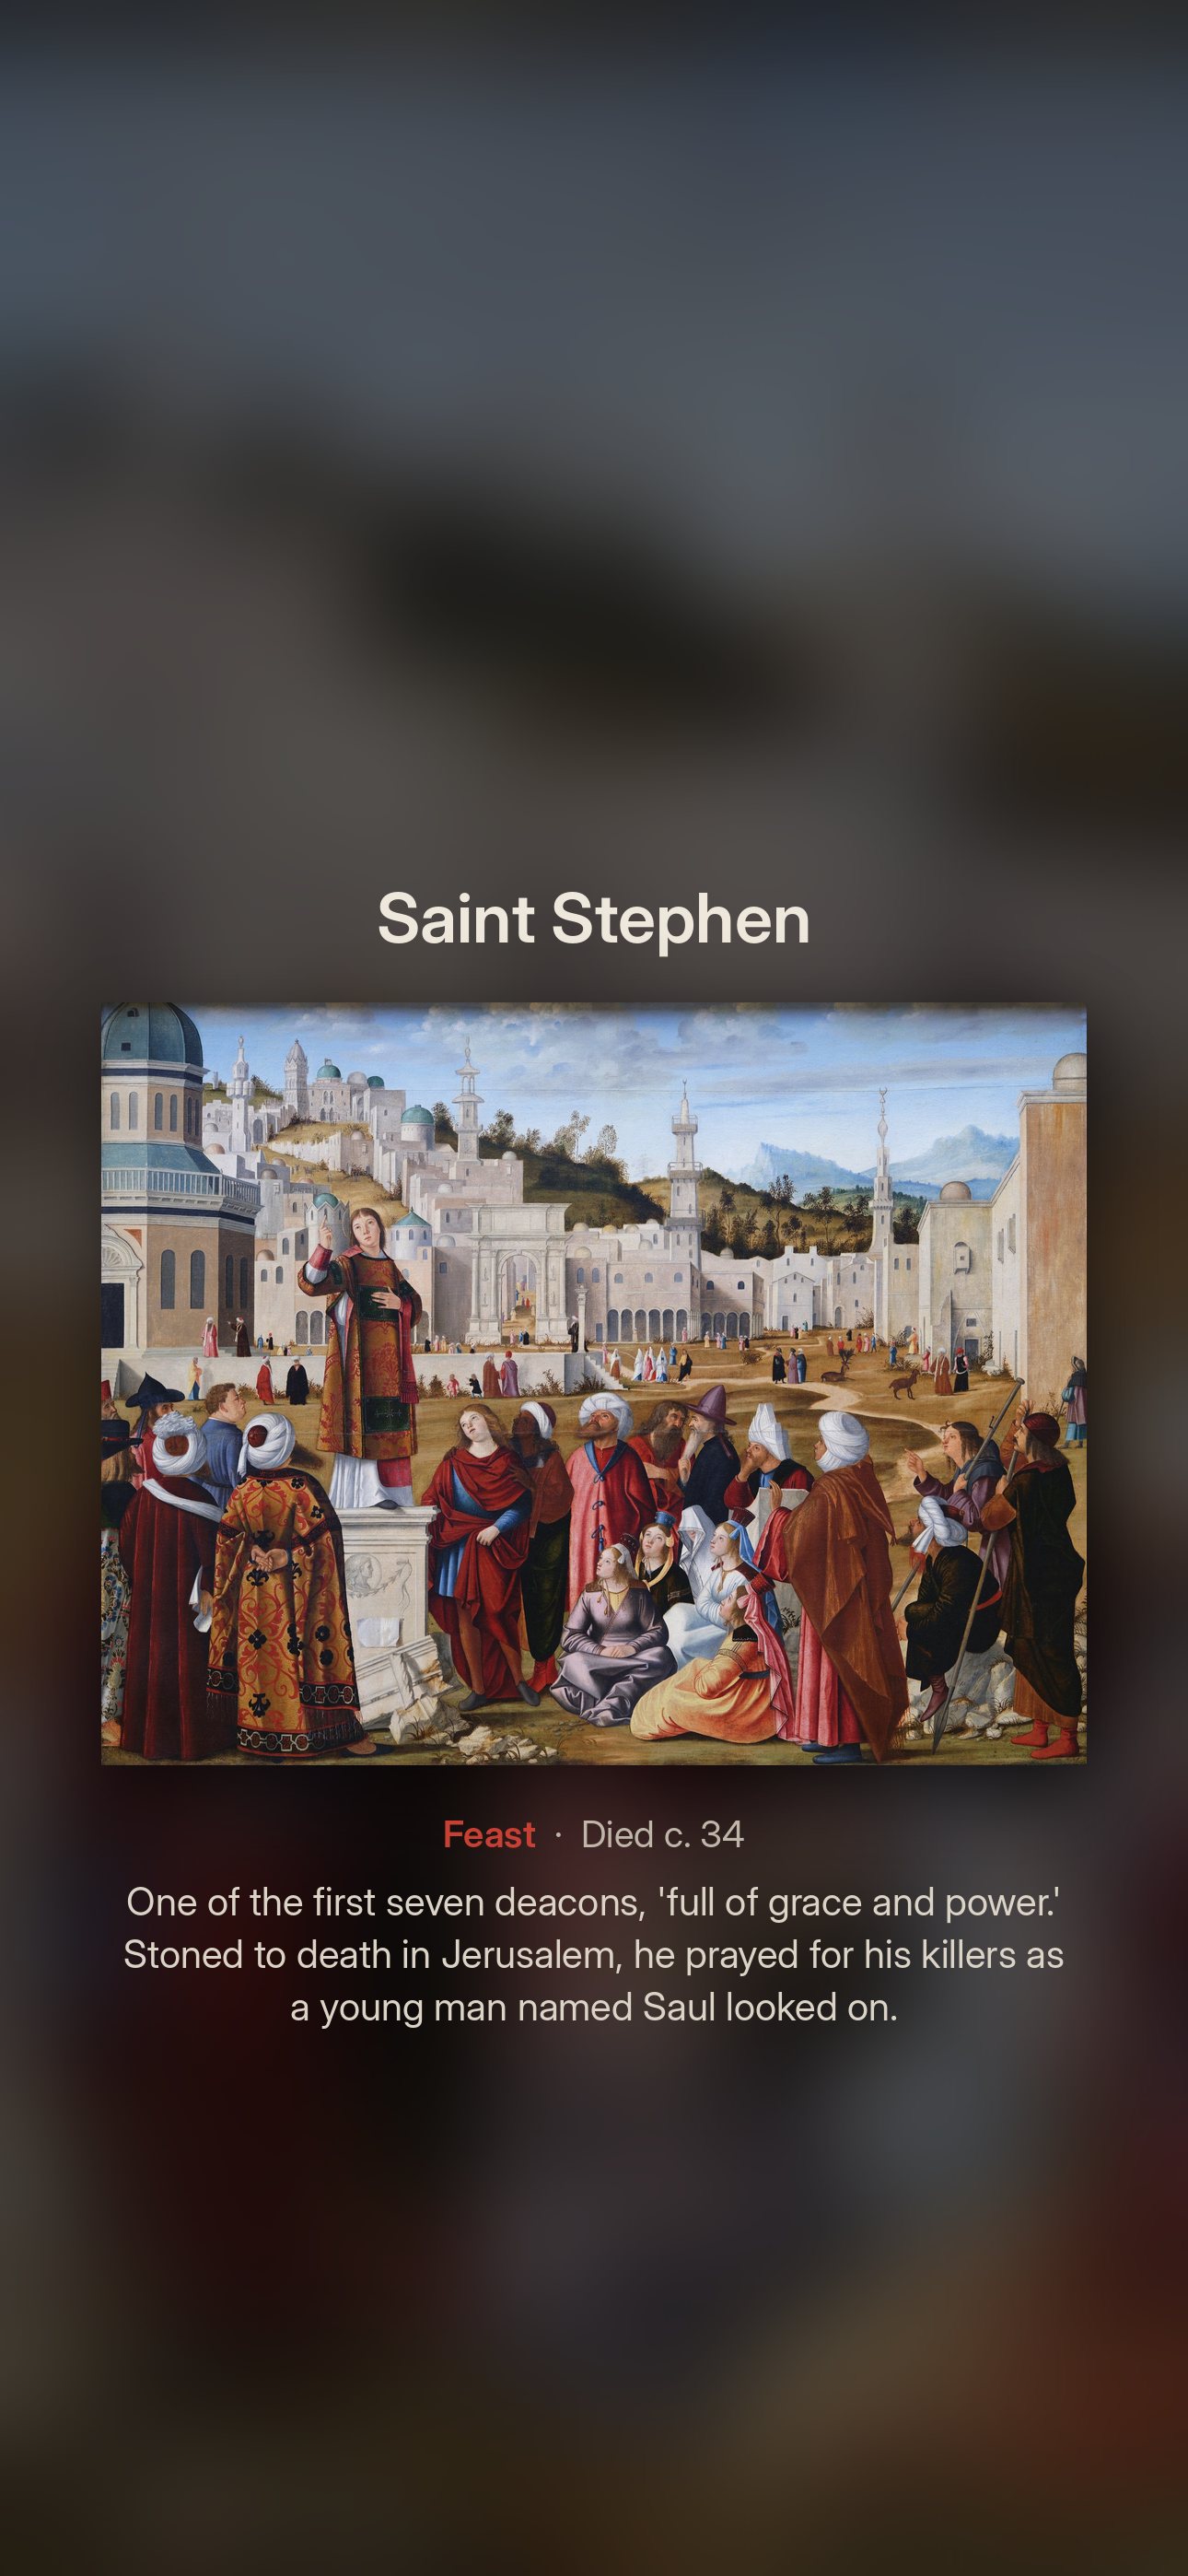 Saint Stephen
Feast · Died c. 34
One of the first seven deacons, 'full of grace and power.'
Stoned to death in Jerusalem, he prayed for his killers as
a young man named Saul looked on.